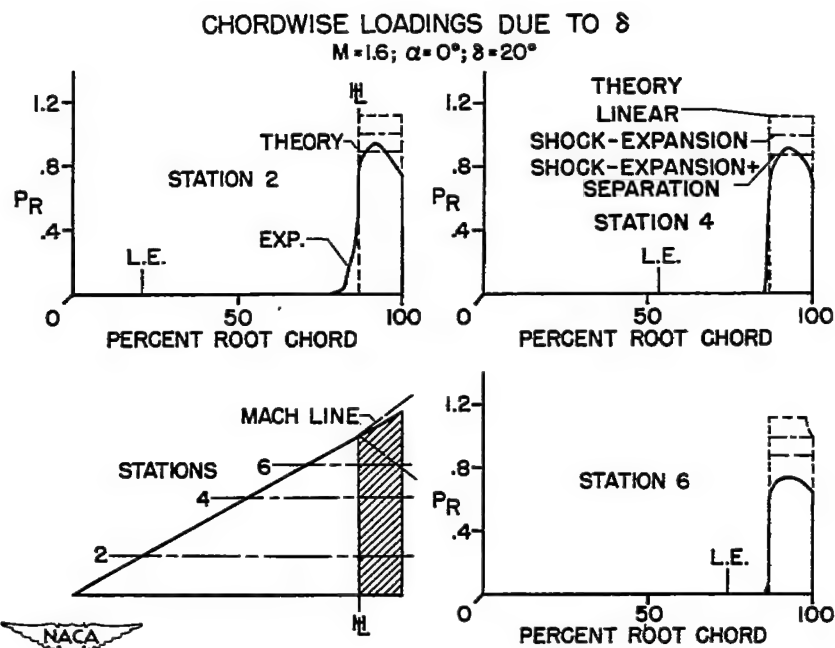 CHORDWISE LOADINGS DUE TO δ
M=1.6; α=0°; δ=20°
HL
1.2
THEORY
.8
STATION 2
PR
.4
EXP.
L.E.
0
50
100
PERCENT ROOT CHORD
THEORY
1.2
LINEAR
SHOCK-EXPANSION
.8
SHOCK-EXPANSION+
SEPARATION
PR
STATION 4
.4
L.E.
0
50
100
PERCENT ROOT CHORD
MACH LINE
STATIONS
6
4
2
HL
NACA
1.2
.8
STATION 6
PR
.4
L.E.
0
50
100
PERCENT ROOT CHORD